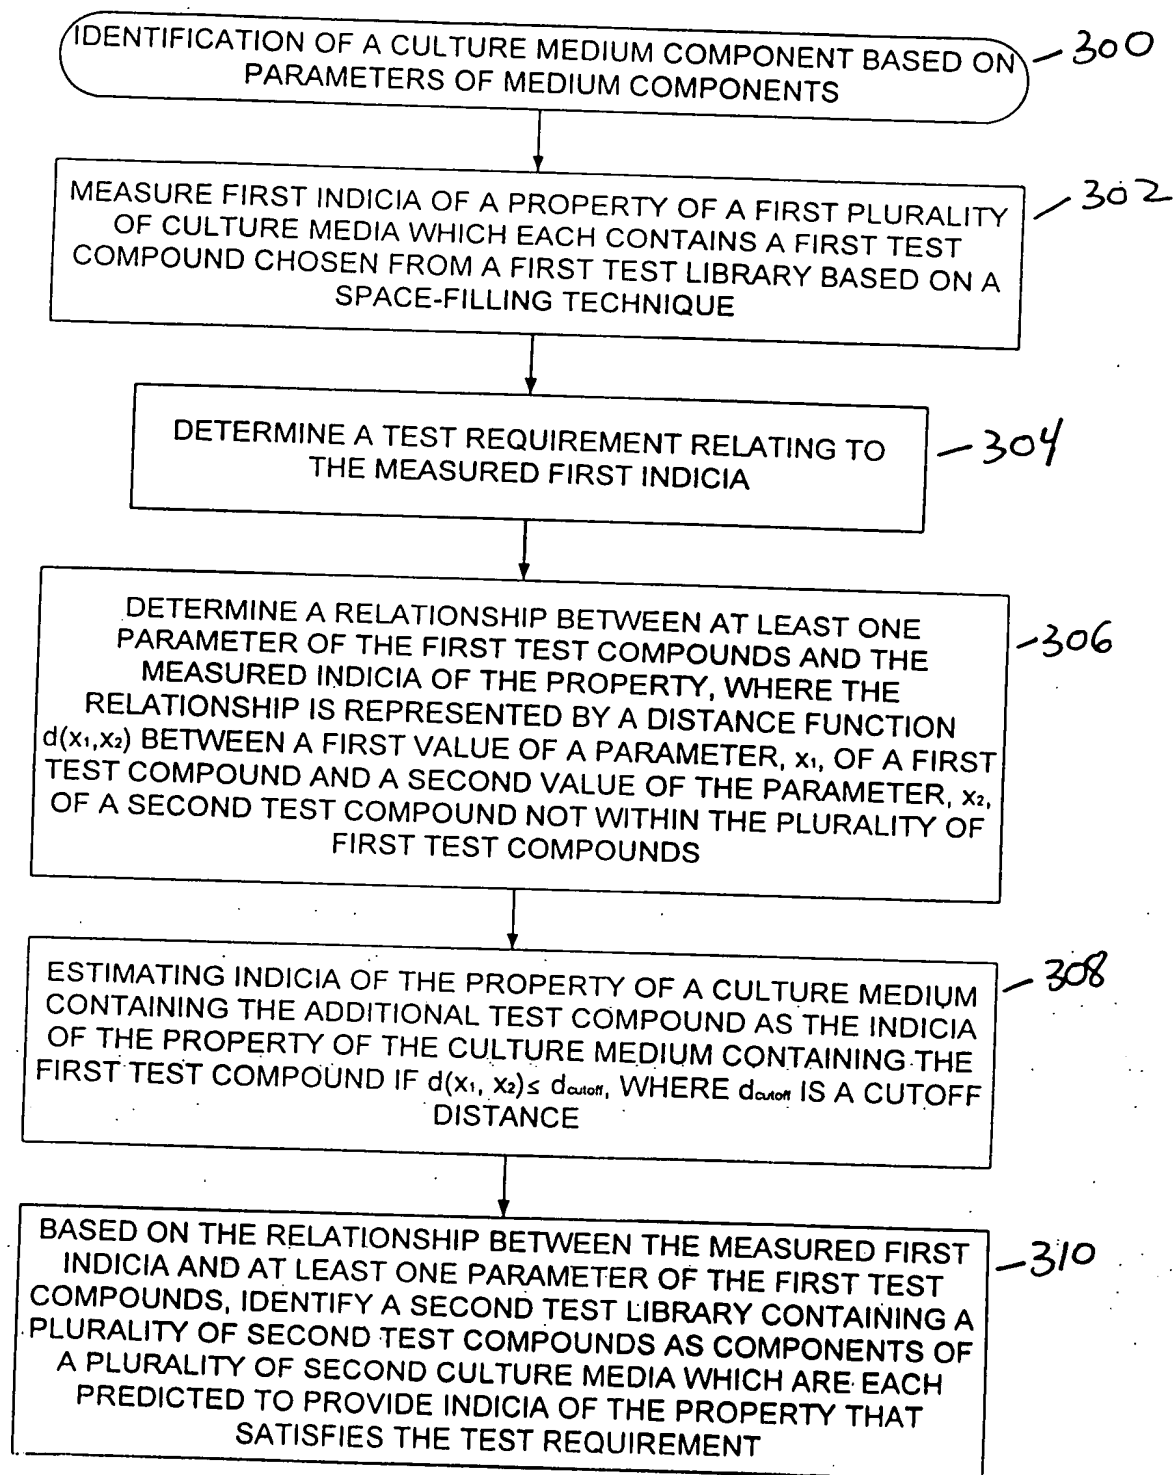 IDENTIFICATION OF A CULTURE MEDIUM COMPONENT BASED ON
PARAMETERS OF MEDIUM COMPONENTS
300
MEASURE FIRST INDICIA OF A PROPERTY OF A FIRST PLURALITY
OF CULTURE MEDIA WHICH EACH CONTAINS A FIRST TEST
COMPOUND CHOSEN FROM A FIRST TEST LIBRARY BASED ON A
SPACE-FILLING TECHNIQUE
302
DETERMINE A TEST REQUIREMENT RELATING TO
THE MEASURED FIRST INDICIA
304
DETERMINE A RELATIONSHIP BETWEEN AT LEAST ONE
PARAMETER OF THE FIRST TEST COMPOUNDS AND THE
MEASURED INDICIA OF THE PROPERTY, WHERE THE
RELATIONSHIP IS REPRESENTED BY A DISTANCE FUNCTION
d(x₁,x₂) BETWEEN A FIRST VALUE OF A PARAMETER, x₁, OF A FIRST
TEST COMPOUND AND A SECOND VALUE OF THE PARAMETER, x₂,
OF A SECOND TEST COMPOUND NOT WITHIN THE PLURALITY OF
FIRST TEST COMPOUNDS
306
ESTIMATING INDICIA OF THE PROPERTY OF A CULTURE MEDIUM
CONTAINING THE ADDITIONAL TEST COMPOUND AS THE INDICIA
OF THE PROPERTY OF THE CULTURE MEDIUM CONTAINING THE
FIRST TEST COMPOUND IF d(x₁, x₂)≤ dcutoff, WHERE dcutoff IS A CUTOFF
DISTANCE
308
BASED ON THE RELATIONSHIP BETWEEN THE MEASURED FIRST
INDICIA AND AT LEAST ONE PARAMETER OF THE FIRST TEST
COMPOUNDS, IDENTIFY A SECOND TEST LIBRARY CONTAINING A
PLURALITY OF SECOND TEST COMPOUNDS AS COMPONENTS OF
A PLURALITY OF SECOND CULTURE MEDIA WHICH ARE EACH
PREDICTED TO PROVIDE INDICIA OF THE PROPERTY THAT
SATISFIES THE TEST REQUIREMENT
310